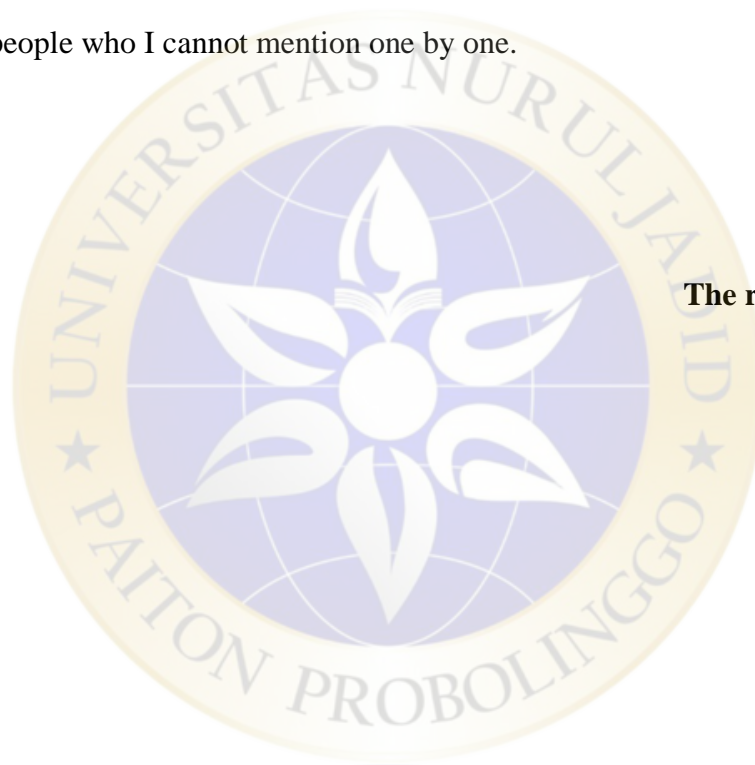 people who I cannot mention one by one.
UNIVERSITAS NURUL JADID
The r
★ PAITON PROBOLINGGO ★